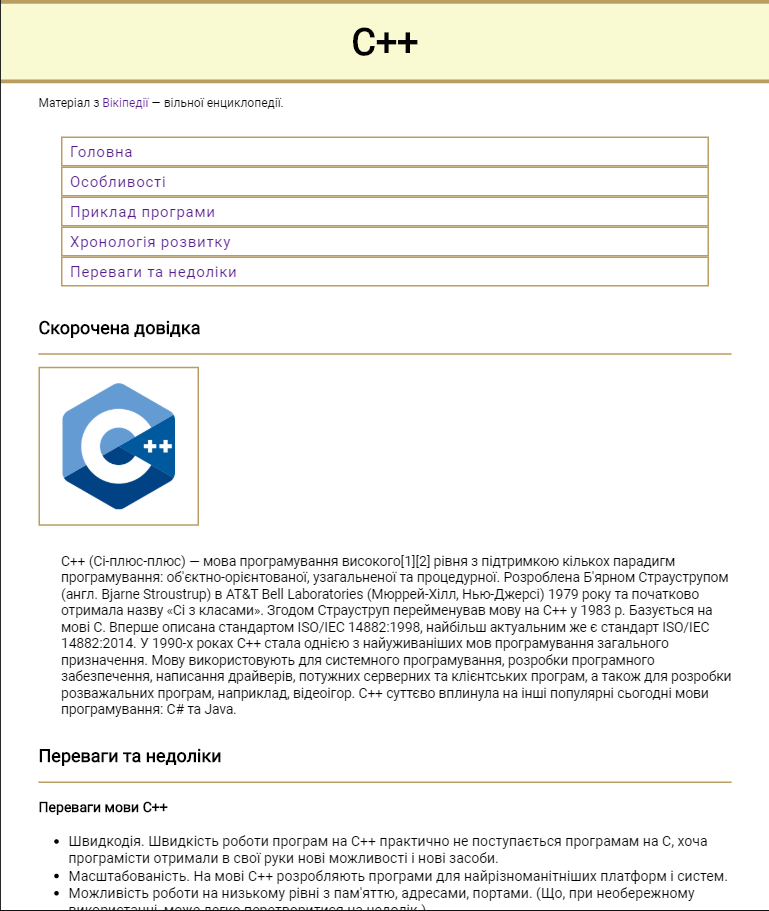 C++
Матеріал з Вікіпедії — вільної енциклопедії.
Головна
Особливості
Приклад програми
Хронологія розвитку
Переваги та недоліки
Скорочена довідка
C++
C++ (Сі-плюс-плюс) — мова програмування високого[1][2] рівня з підтримкою кількох парадигм
програмування: об'єктно-орієнтованої, узагальненої та процедурної. Розроблена Б'ярном Страуструпом
(англ. Bjarne Stroustrup) в AT&T Bell Laboratories (Мюррей-Хілл, Нью-Джерсі) 1979 року та початково
отримала назву «Сі з класами». Згодом Страуструп перейменував мову на C++ у 1983 р. Базується на
мові С. Вперше описана стандартом ISO/IEC 14882:1998, найбільш актуальним же є стандарт ISO/IEC
14882:2014. У 1990-х роках С++ стала однією з найуживаніших мов програмування загального
призначення. Мову використовують для системного програмування, розробки програмного
забезпечення, написання драйверів, потужних серверних та клієнтських програм, а також для розробки
розважальних програм, наприклад, відеоігор. С++ суттєво вплинула на інші популярні сьогодні мови
програмування: С# та Java.
Переваги та недоліки
Переваги мови C++
Швидкодія. Швидкість роботи програм на С++ практично не поступається програмам на С, хоча
програмісти отримали в свої руки нові можливості і нові засоби.
Масштабованість. На мові C++ розробляють програми для найрізноманітніших платформ і систем.
Можливість роботи на низькому рівні з пам'яттю, адресами, портами. (Що, при необережному
використанні, може легко перетворитися на недолік.)